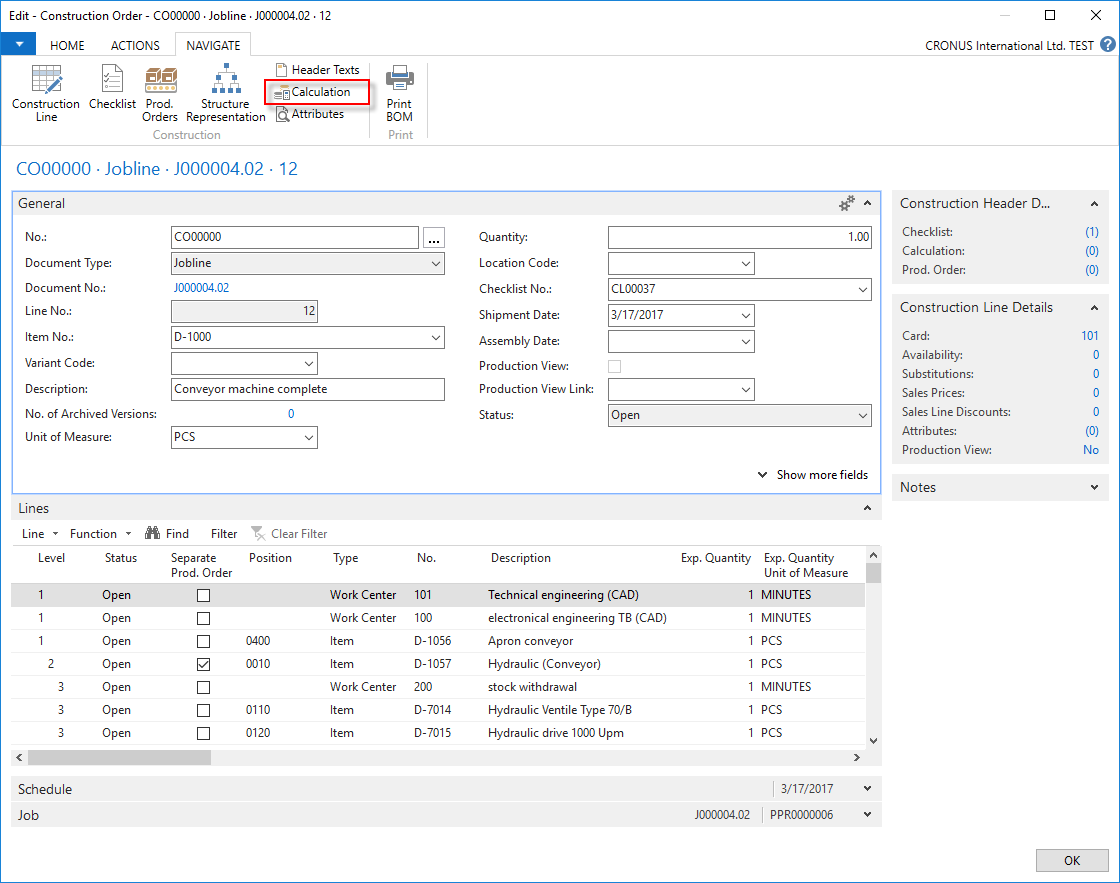 Edit - Construction Order - CO00000 · Jobline · J000004.02 · 12
HOME ACTIONS NAVIGATE CRONUS International Ltd. TEST ?
Construction Line
Checklist
Prod. Orders
Structure Representation
Header Texts
Calculation
Attributes
Construction
Print BOM
Print
CO00000 · Jobline · J000004.02 · 12
General
No.: CO00000 ...
Document Type: Jobline
Document No.: J000004.02
Line No.: 12
Item No.: D-1000
Variant Code:
Description: Conveyor machine complete
No. of Archived Versions: 0
Unit of Measure: PCS
Quantity: 1.00
Location Code:
Checklist No.: CL00037
Shipment Date: 3/17/2017
Assembly Date:
Production View:
Production View Link:
Status: Open
Show more fields
Lines
Line Function Find Filter Clear Filter
Level Status Separate Prod. Order Position Type No. Description Exp. Quantity Exp. Quantity Unit of Measure
1 Open Work Center 101 Technical engineering (CAD) 1 MINUTES
1 Open Work Center 100 electronical engineering TB (CAD) 1 MINUTES
1 Open 0400 Item D-1056 Apron conveyor 1 PCS
2 Open 0010 Item D-1057 Hydraulic (Conveyor) 1 PCS
3 Open Work Center 200 stock withdrawal 1 MINUTES
3 Open 0110 Item D-7014 Hydraulic Ventile Type 70/B 1 PCS
3 Open 0120 Item D-7015 Hydraulic drive 1000 Upm 1 PCS
Schedule 3/17/2017
Job J000004.02 PPR0000006
Construction Header D...
Checklist: (1)
Calculation: (0)
Prod. Order: (0)
Construction Line Details
Card: 101
Availability: 0
Substitutions: 0
Sales Prices: 0
Sales Line Discounts: 0
Attributes: (0)
Production View: No
Notes
OK